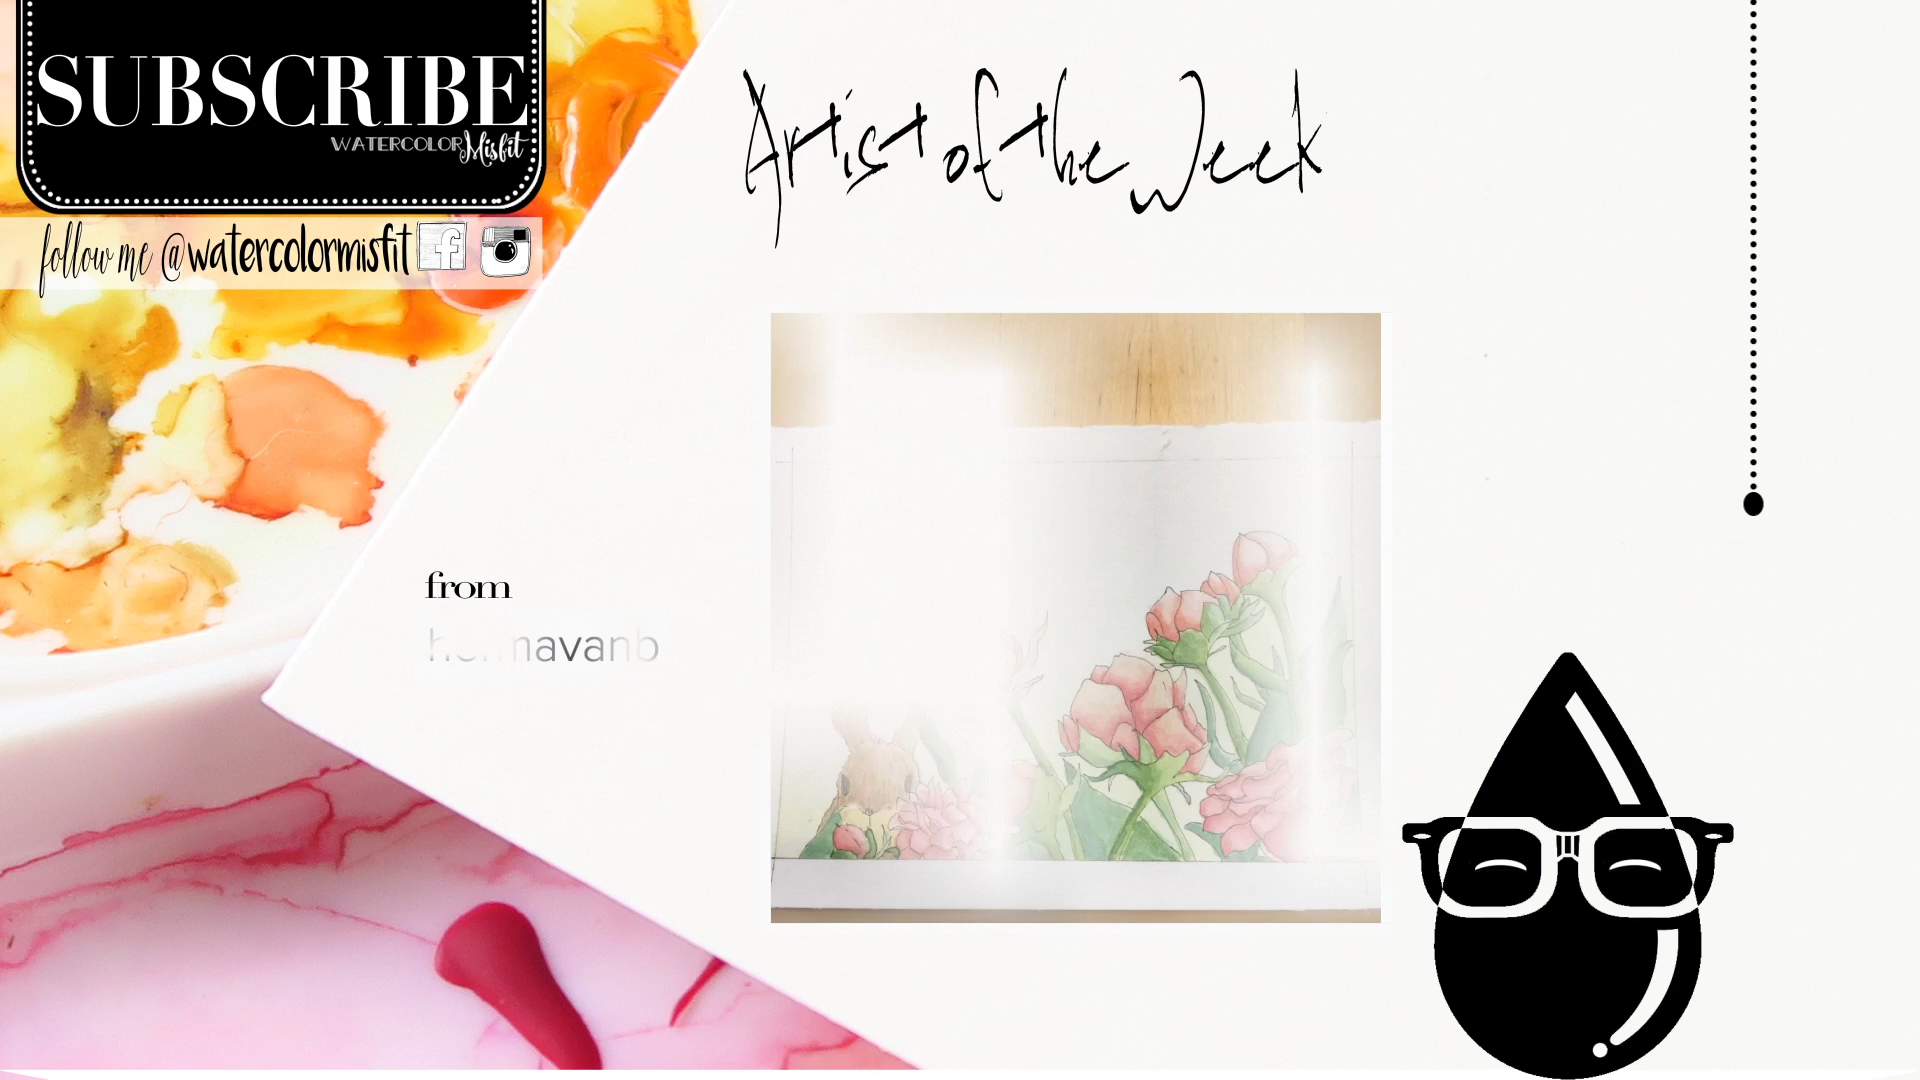 SUBSCRIBE
WATERCOLOR Misfit
follow me @watercolormisfit
Artist of the Week
from